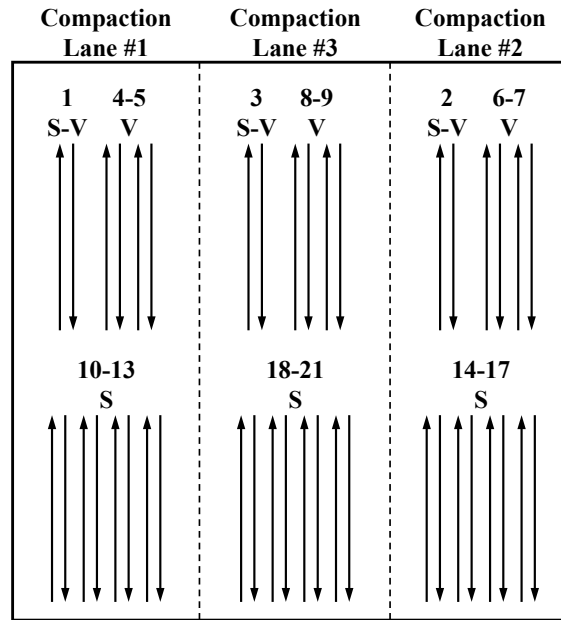 Compaction Compaction Compaction
Lane #1 Lane #3 Lane #2
1 4-5 3 8-9 2 6-7
S-V V S-V V S-V V
10-13 18-21 14-17
S S S